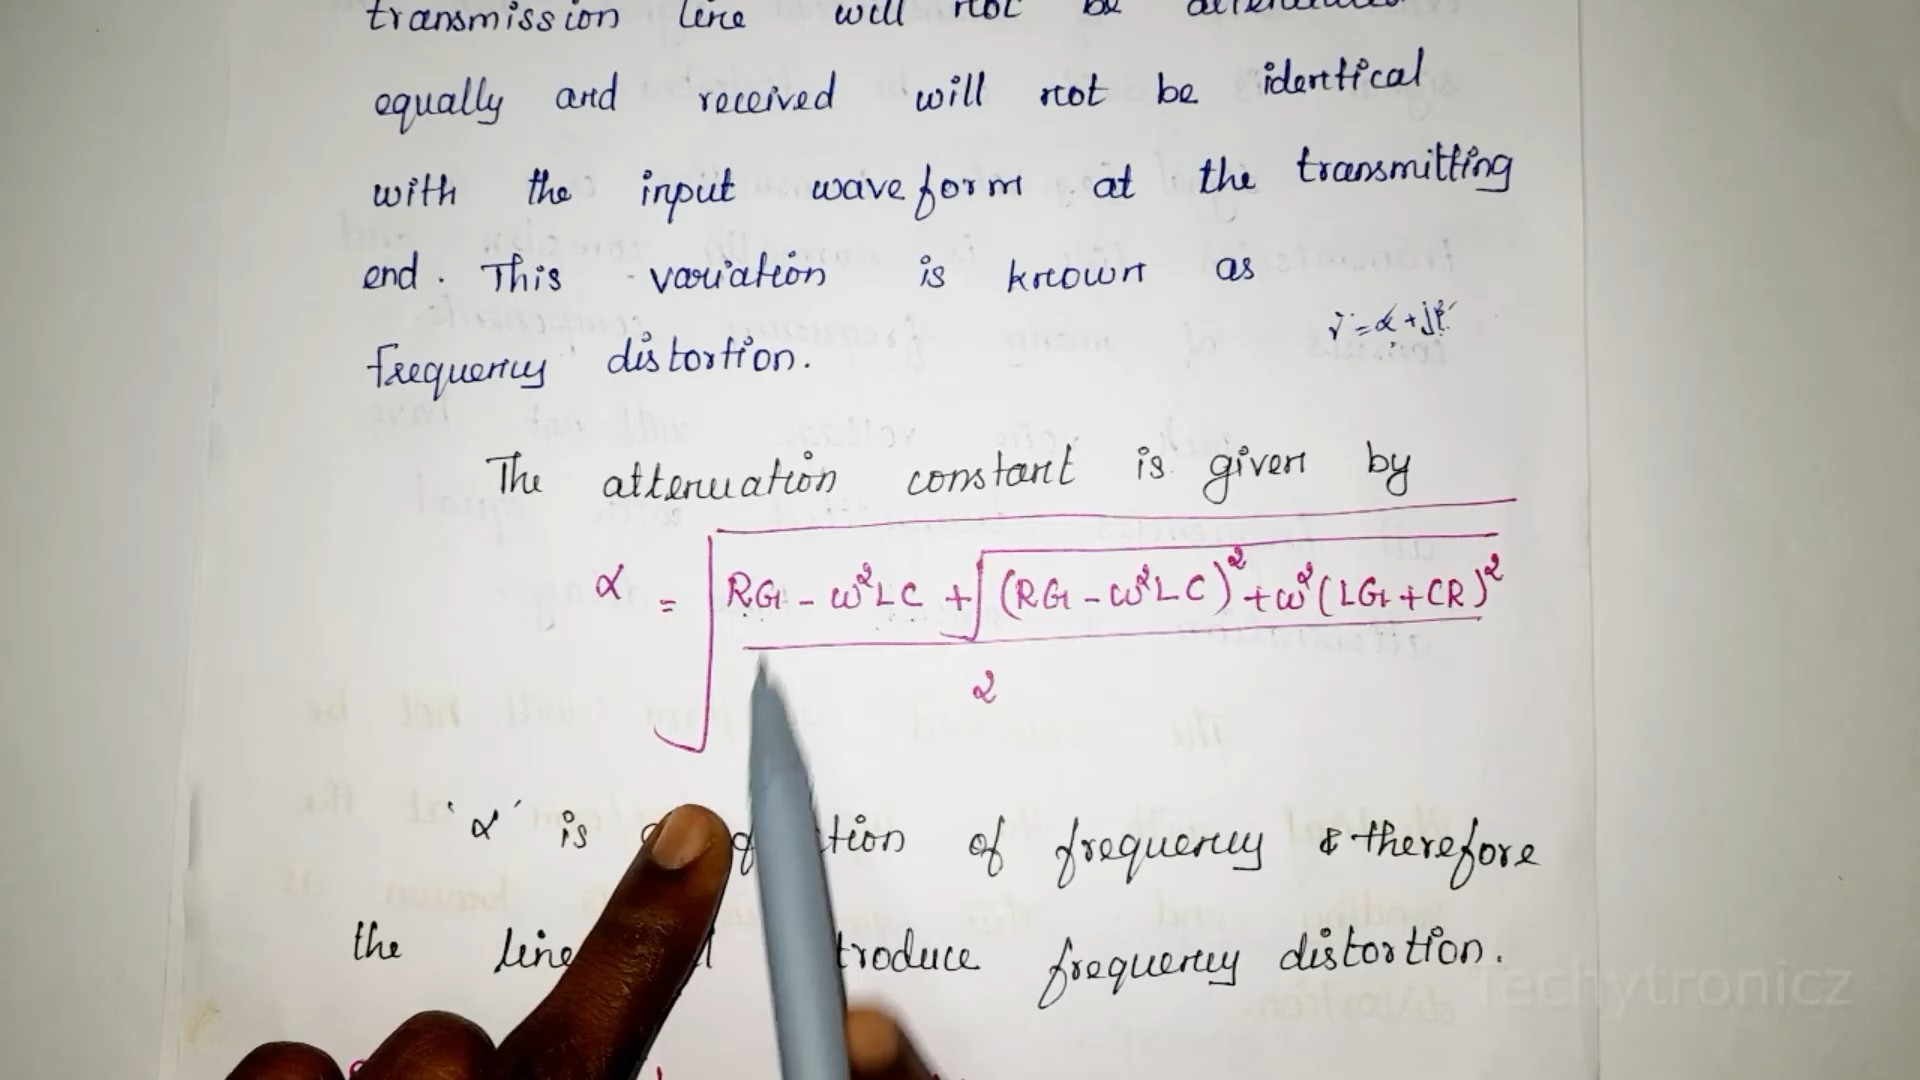 transmission line will not be
equally and received will not be identical
with the input waveform at the transmitting
end. This variation is known as
γ = α + jβ
frequency distortion.
The attenuation constant is given by
α = √((RG - ω²LC + √((RG - ω²LC)² + ω²(LG + CR)²)) / 2)
'α' is of frequency & therefore
the line frequency distortion.
Techytronicz